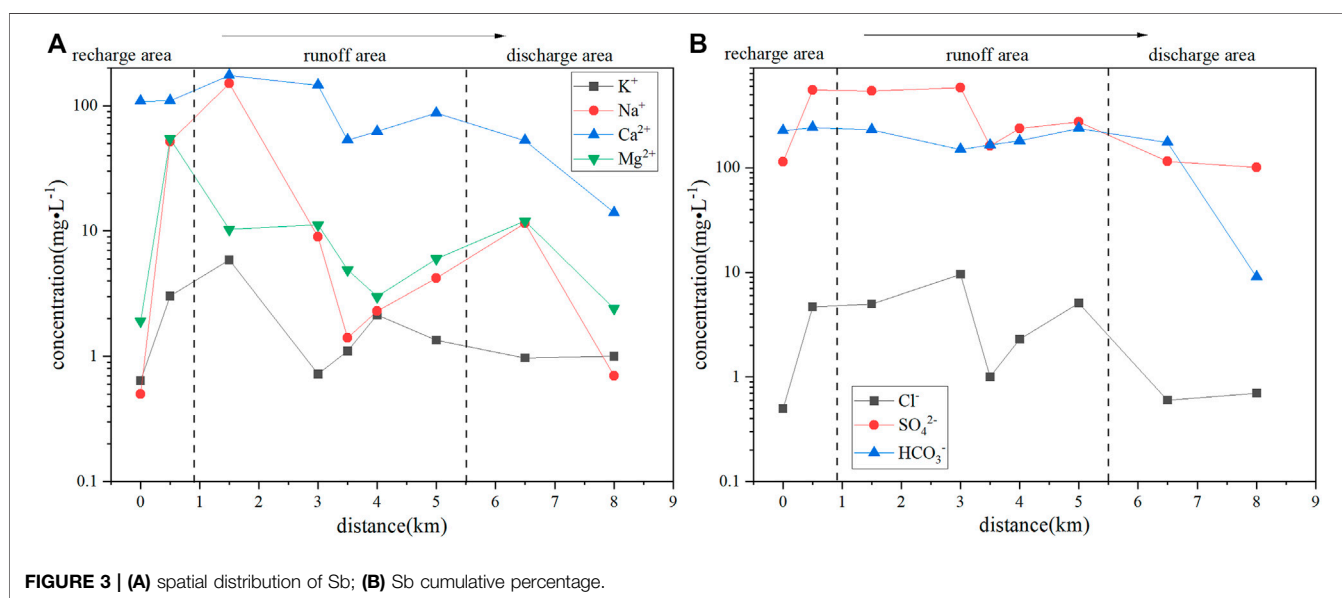 A
recharge area
runoff area
discharge area
K⁺
Na⁺
Ca²⁺
Mg²⁺
100
10
1
0.1
concentration(mg•L⁻¹)
0 1 2 3 4 5 6 7 8 9
distance(km)
B
recharge area
runoff area
discharge area
100
10
1
0.1
concentration(mg•L⁻¹)
Cl⁻
SO₄²⁻
HCO₃⁻
0 1 2 3 4 5 6 7 8 9
distance(km)
FIGURE 3 | (A) spatial distribution of Sb; (B) Sb cumulative percentage.